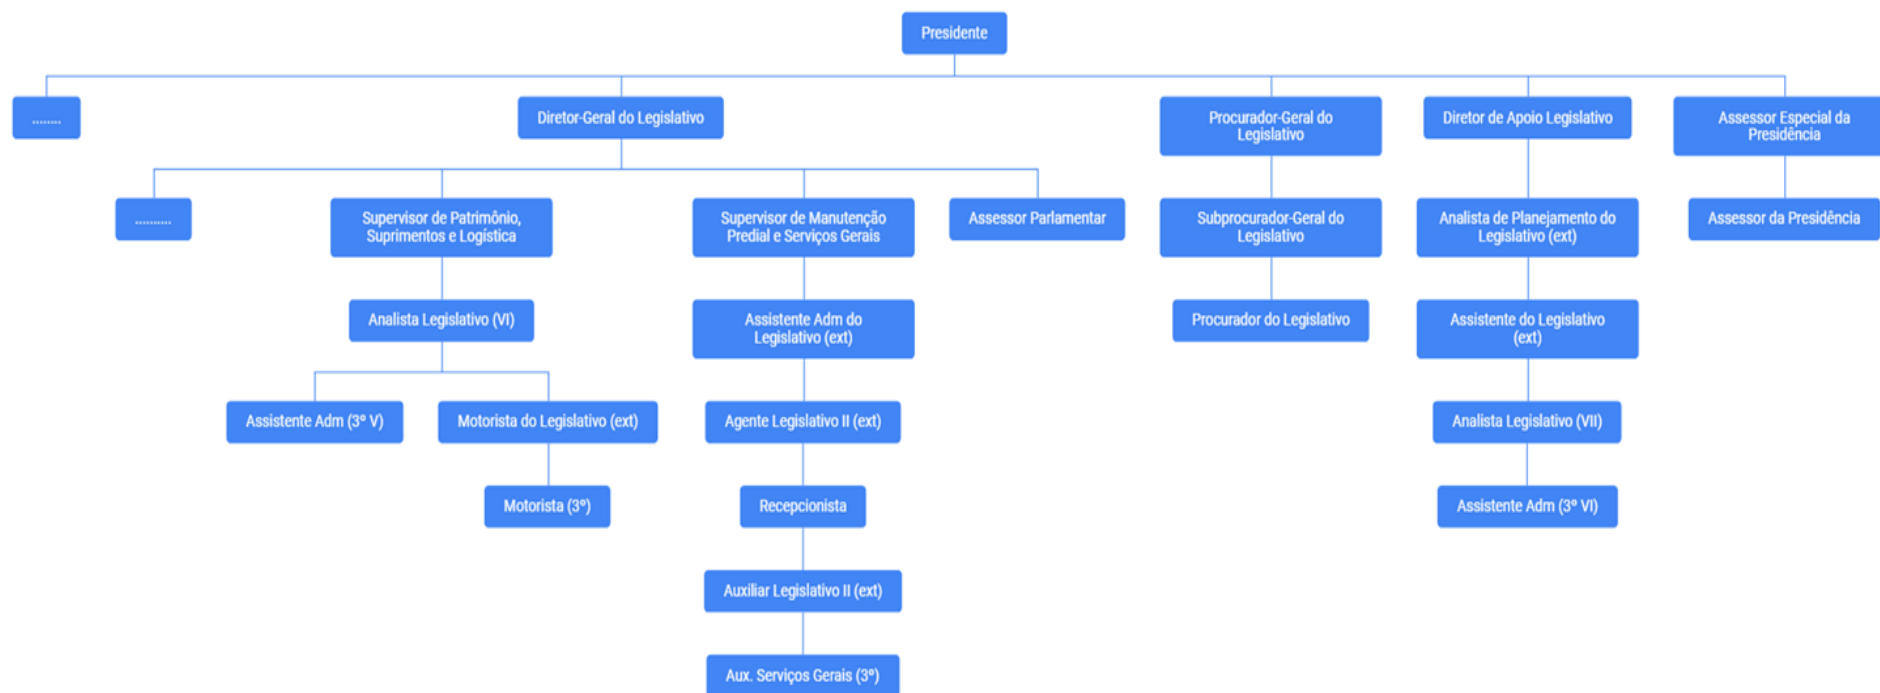 Presidente
........
Diretor-Geral do Legislativo
Procurador-Geral do
Legislativo
Diretor de Apoio Legislativo
Assessor Especial da
Presidência
..........
Supervisor de Patrimônio,
Suprimentos e Logística
Supervisor de Manutenção
Predial e Serviços Gerais
Assessor Parlamentar
Subprocurador-Geral do
Legislativo
Analista de Planejamento do
Legislativo (ext)
Assessor da Presidência
Analista Legislativo (VI)
Assistente Adm do
Legislativo (ext)
Procurador do Legislativo
Assistente do Legislativo
(ext)
Assistente Adm (3º V)
Motorista do Legislativo (ext)
Agente Legislativo II (ext)
Analista Legislativo (VII)
Motorista (3º)
Recepcionista
Assistente Adm (3º VI)
Auxiliar Legislativo II (ext)
Aux. Serviços Gerais (3º)